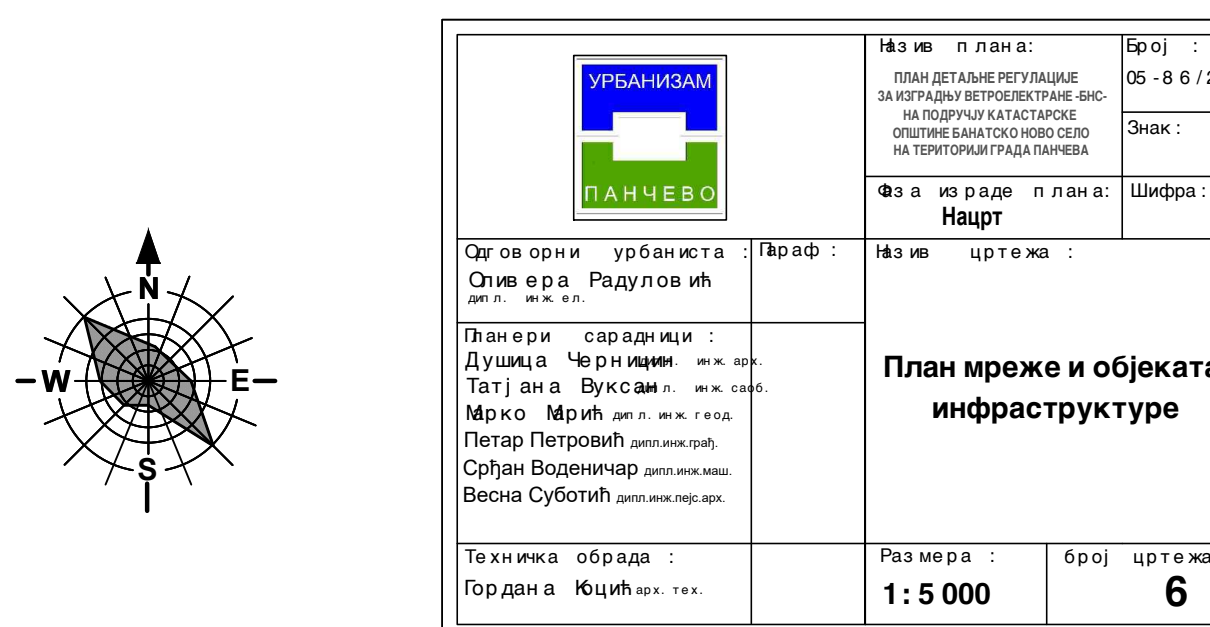 N
W
E
S
УРБАНИЗАМ
ПАНЧЕВО
Назив плана:
ПЛАН ДЕТАЉНЕ РЕГУЛАЦИЈЕ
ЗА ИЗГРАДЊУ ВЕТРОЕЛЕКТРАНЕ -БНС-
НА ПОДРУЧЈУ КАТАСТАРСКЕ
ОПШТИНЕ БАНАТСКО НОВО СЕЛО
НА ТЕРИТОРИЈИ ГРАДА ПАНЧЕВА
Број :
05-86/2
Знак :
Фаза израде плана:
Нацрт
Шифра :
Одговорни урбаниста :
Параф :
Оливера Радуловић
дипл. инж. ел.
Назив цртежа :
План мреже и објеката
инфраструктуре
Планери сарадници :
Душица Черницин дипл. инж. арх.
Татјана Вуксан дипл. инж. саоб.
Марко Марић дипл. инж. геод.
Петар Петровић дипл.инж.грађ.
Срђан Воденичар дипл.инж.маш.
Весна Суботић дипл.инж.пејс.арх.
Техничка обрада :
Гордана Коцић арх. тех.
Размера :
1:5 000
број цртежа
6